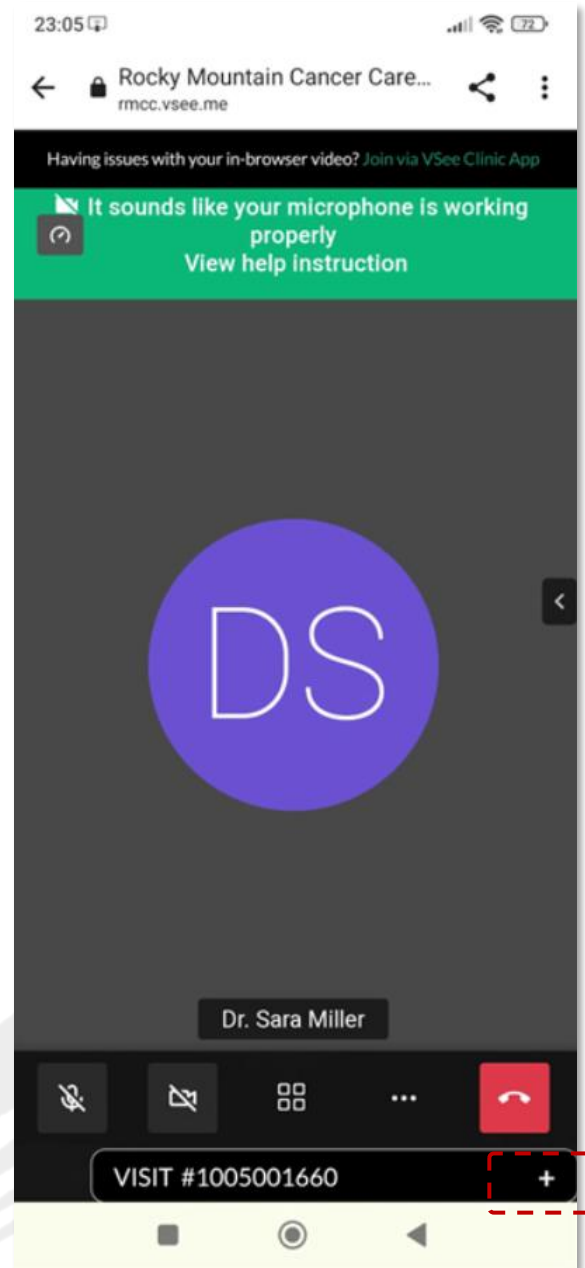 23:05
72
Rocky Mountain Cancer Care...
rmcc.vsee.me
Having issues with your in-browser video? Join via VSee Clinic App
It sounds like your microphone is working
properly
View help instruction
DS
Dr. Sara Miller
VISIT #1005001660
+